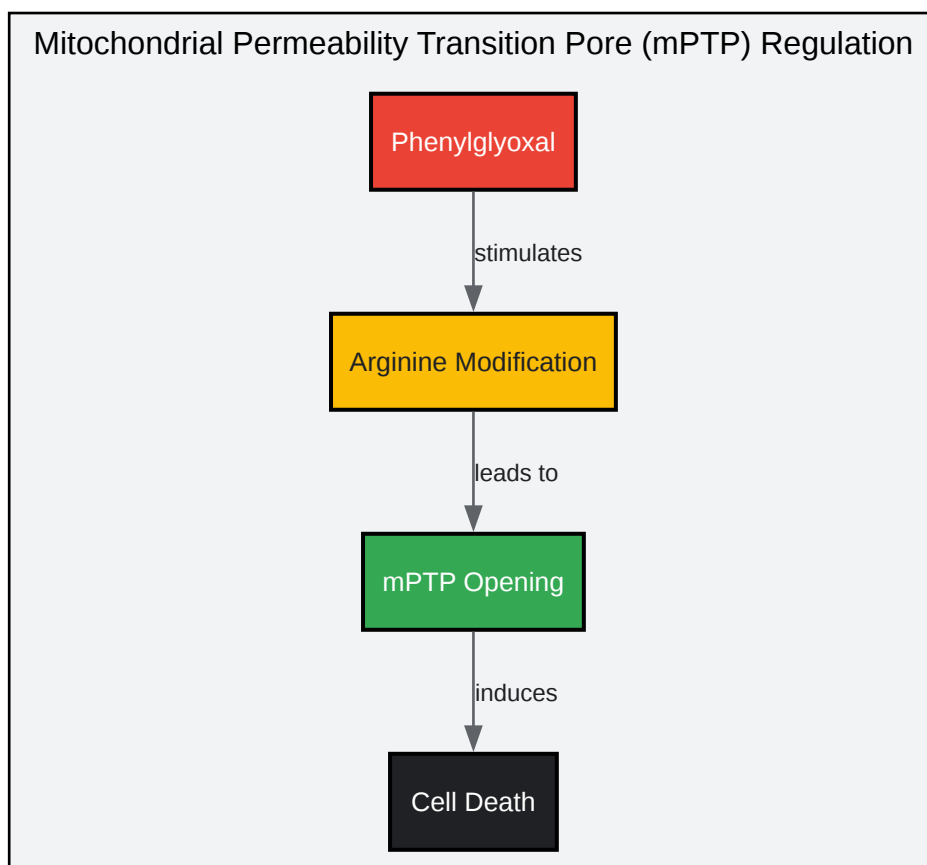 Mitochondrial Permeability Transition Pore (mPTP) Regulation
Phenylglyoxal
stimulates
Arginine Modification
leads to
mPTP Opening
induces
Cell Death